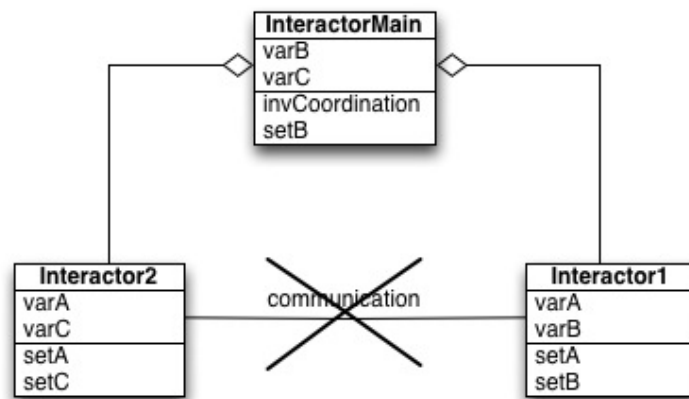 InteractorMain
varB
varC
invCoordination
setB
Interactor2
varA
varC
setA
setC
communication
Interactor1
varA
varB
setA
setB